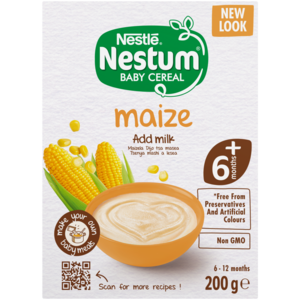 NEW
LOOK
Nestlé
Nestum®
BABY CEREAL
maize
Add milk
6+
months
*Free From
Preservatives
And Artificial
Colours
Non GMO
make your own
baby meals
6 - 12 months
Scan for more recipes !
200 g e